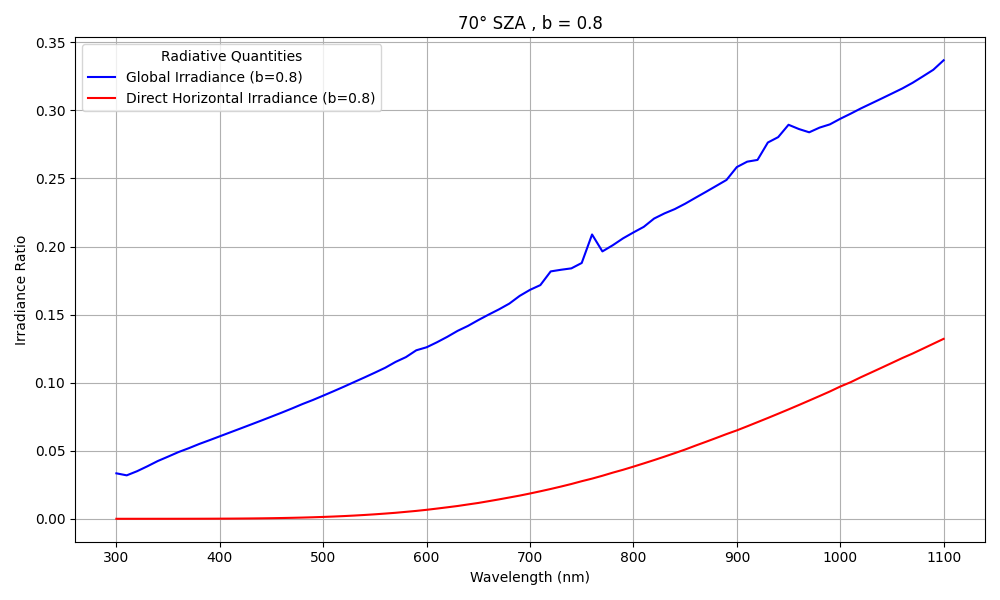 70° SZA , b = 0.8
Radiative Quantities
Global Irradiance (b=0.8)
Direct Horizontal Irradiance (b=0.8)
Irradiance Ratio
0.35
0.30
0.25
0.20
0.15
0.10
0.05
0.00
300 400 500 600 700 800 900 1000 1100
Wavelength (nm)